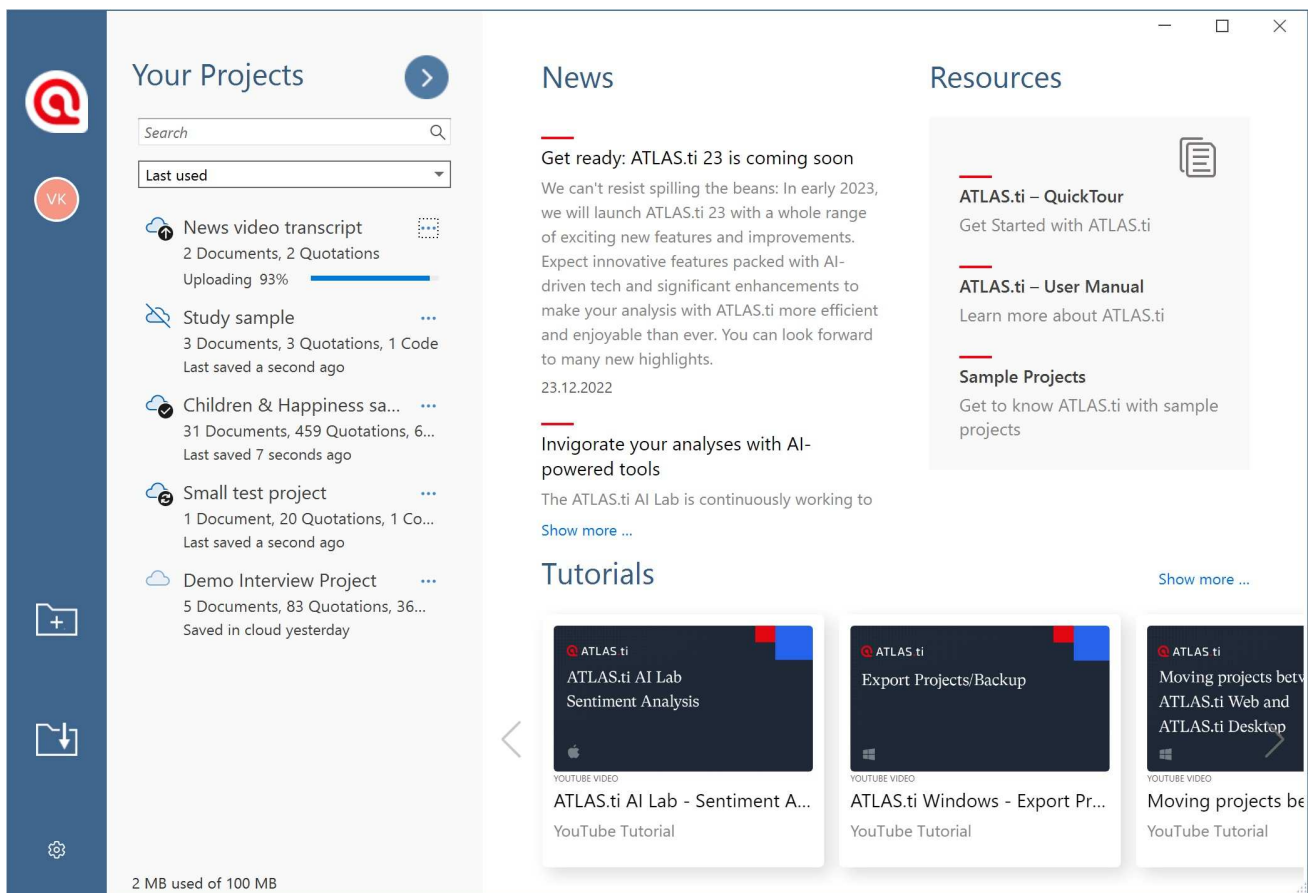 VK
Your Projects
Search
Last used
News video transcript
2 Documents, 2 Quotations
Uploading 93%
Study sample
3 Documents, 3 Quotations, 1 Code
Last saved a second ago
Children & Happiness sa...
31 Documents, 459 Quotations, 6...
Last saved 7 seconds ago
Small test project
1 Document, 20 Quotations, 1 Co...
Last saved a second ago
Demo Interview Project
5 Documents, 83 Quotations, 36...
Saved in cloud yesterday
2 MB used of 100 MB
News
Get ready: ATLAS.ti 23 is coming soon
We can't resist spilling the beans: In early 2023,
we will launch ATLAS.ti 23 with a whole range
of exciting new features and improvements.
Expect innovative features packed with AI-
driven tech and significant enhancements to
make your analysis with ATLAS.ti more efficient
and enjoyable than ever. You can look forward
to many new highlights.
23.12.2022
Invigorate your analyses with AI-
powered tools
The ATLAS.ti AI Lab is continuously working to
Show more ...
Resources
ATLAS.ti – QuickTour
Get Started with ATLAS.ti
ATLAS.ti – User Manual
Learn more about ATLAS.ti
Sample Projects
Get to know ATLAS.ti with sample
projects
Tutorials
Show more ...
ATLAS.ti
ATLAS.ti AI Lab
Sentiment Analysis
YOUTUBE VIDEO
ATLAS.ti AI Lab - Sentiment A...
YouTube Tutorial
ATLAS.ti
Export Projects/Backup
YOUTUBE VIDEO
ATLAS.ti Windows - Export Pr...
YouTube Tutorial
ATLAS.ti
Moving projects betw
ATLAS.ti Web and
ATLAS.ti Desktop
YOUTUBE VIDEO
Moving projects be
YouTube Tutorial